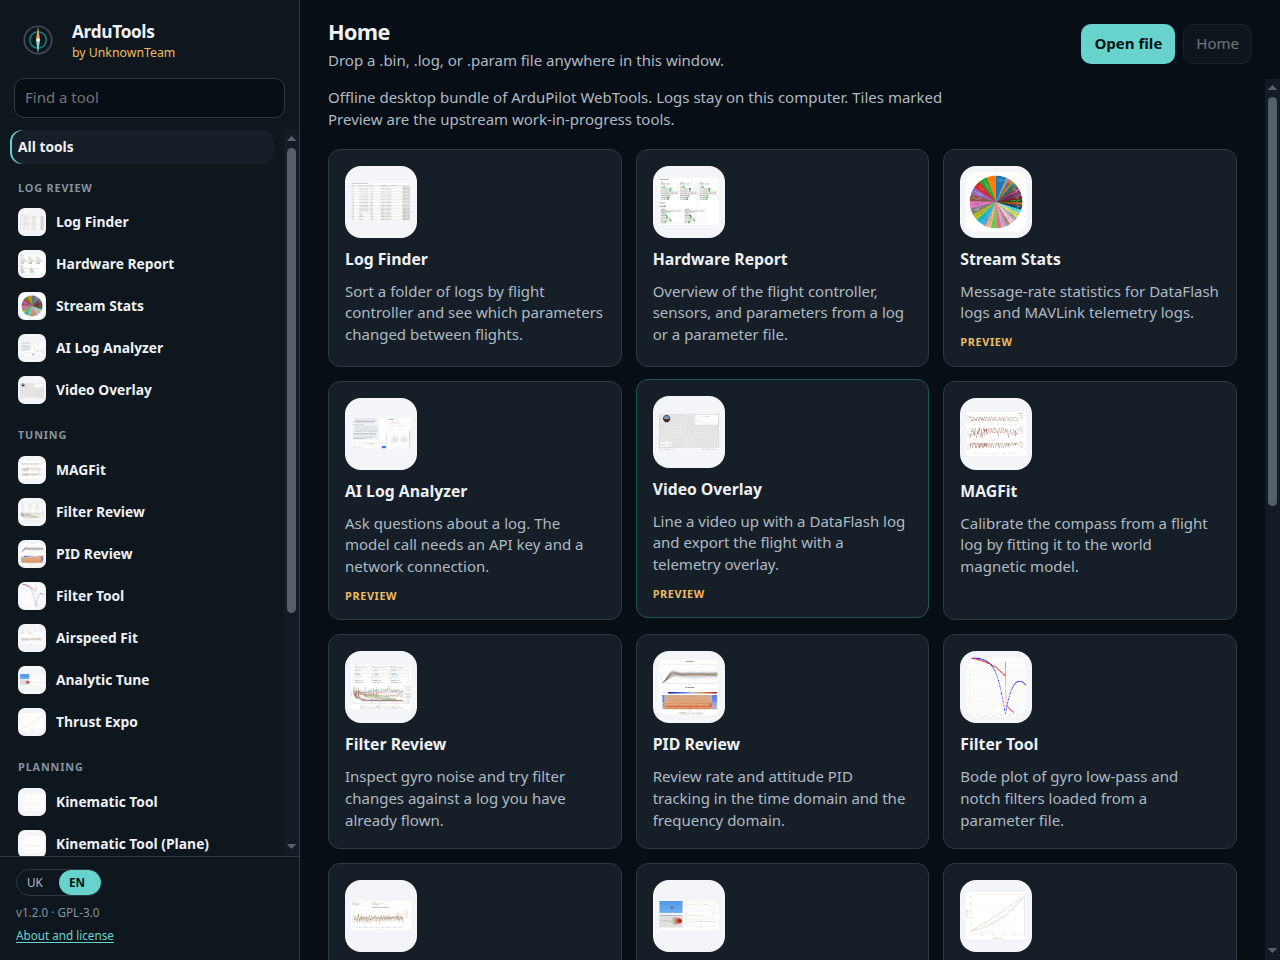 ArduTools
by UnknownTeam
Find a tool
All tools
LOG REVIEW
Log Finder
Hardware Report
Stream Stats
AI Log Analyzer
Video Overlay
TUNING
MAGFit
Filter Review
PID Review
Filter Tool
Airspeed Fit
Analytic Tune
Thrust Expo
PLANNING
Kinematic Tool
Kinematic Tool (Plane)
UK EN
v1.2.0 · GPL-3.0
About and license
Home
Drop a .bin, .log, or .param file anywhere in this window.
Open file
Home
Offline desktop bundle of ArduPilot WebTools. Logs stay on this computer. Tiles marked
Preview are the upstream work-in-progress tools.
Log Finder
Sort a folder of logs by flight
controller and see which parameters
changed between flights.
Hardware Report
Overview of the flight controller,
sensors, and parameters from a log
or a parameter file.
Stream Stats
Message-rate statistics for DataFlash
logs and MAVLink telemetry logs.
PREVIEW
AI Log Analyzer
Ask questions about a log. The
model call needs an API key and a
network connection.
PREVIEW
Video Overlay
Line a video up with a DataFlash log
and export the flight with a
telemetry overlay.
PREVIEW
MAGFit
Calibrate the compass from a flight
log by fitting it to the world
magnetic model.
Filter Review
Inspect gyro noise and try filter
changes against a log you have
already flown.
PID Review
Review rate and attitude PID
tracking in the time domain and the
frequency domain.
Filter Tool
Bode plot of gyro low-pass and
notch filters loaded from a
parameter file.